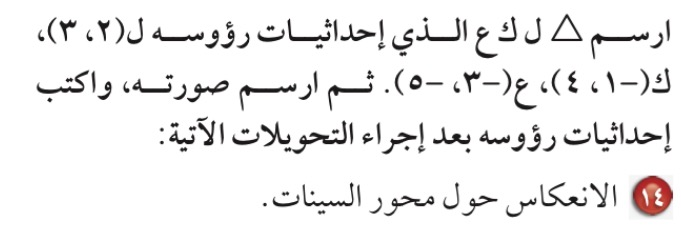 ارسم △ ل ك ع الذي إحداثيات رؤوسه ل(٢، ٣)،
ك(–١، ٤)، ع(–٣، –٥). ثم ارسم صورته، واكتب
إحداثيات رؤوسه بعد إجراء التحويلات الآتية:
١٤ الانعكاس حول محور السينات.